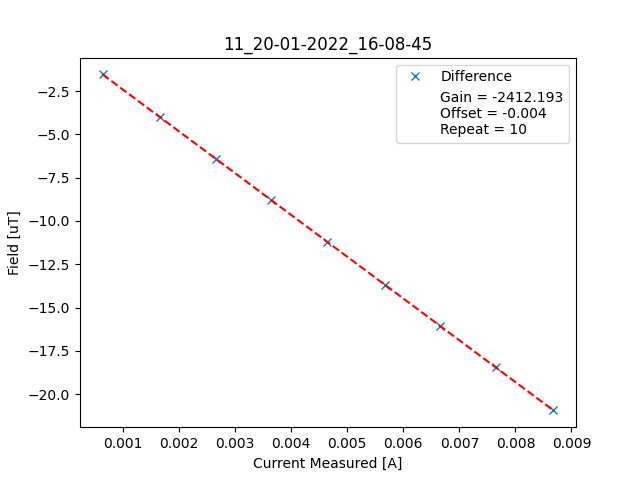 11_20-01-2022_16-08-45
Difference
Gain = -2412.193
Offset = -0.004
Repeat = 10
Field [uT]
−2.5
−5.0
−7.5
−10.0
−12.5
−15.0
−17.5
−20.0
0.001 0.002 0.003 0.004 0.005 0.006 0.007 0.008 0.009
Current Measured [A]